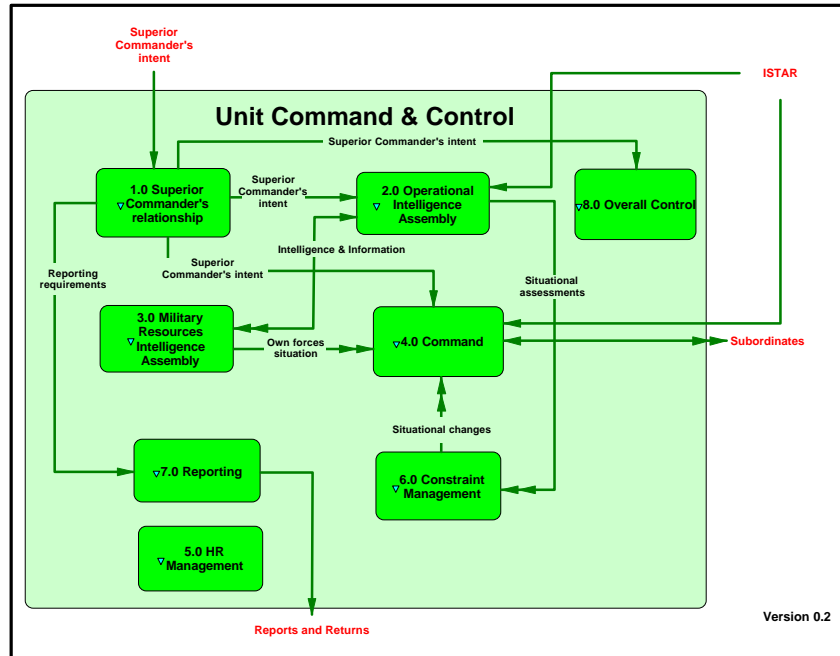 Superior
Commander's
intent
ISTAR
Unit Command & Control
Superior Commander's intent
1.0 Superior
Commander's
relationship
Superior
Commander's
intent
2.0 Operational
Intelligence
Assembly
8.0 Overall Control
Intelligence & Information
Reporting
requirements
Superior
Commander's intent
Situational
assessments
3.0 Military
Resources
Intelligence
Assembly
Own forces
situation
4.0 Command
Subordinates
Situational changes
7.0 Reporting
6.0 Constraint
Management
5.0 HR
Management
Version 0.2
Reports and Returns